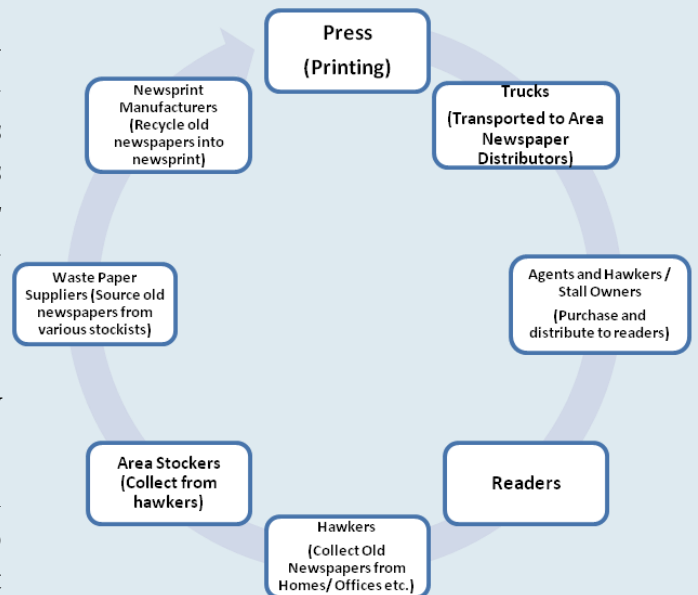 Press
(Printing)
Trucks
(Transported to Area
Newspaper
Distributors)
Agents and Hawkers /
Stall Owners
(Purchase and
distribute to readers)
Readers
Hawkers
(Collect Old
Newspapers from
Homes/ Offices etc.)
Area Stockers
(Collect from
hawkers)
Waste Paper
Suppliers (Source old
newspapers from
various stockists)
Newsprint
Manufacturers
(Recycle old
newspapers into
newsprint)